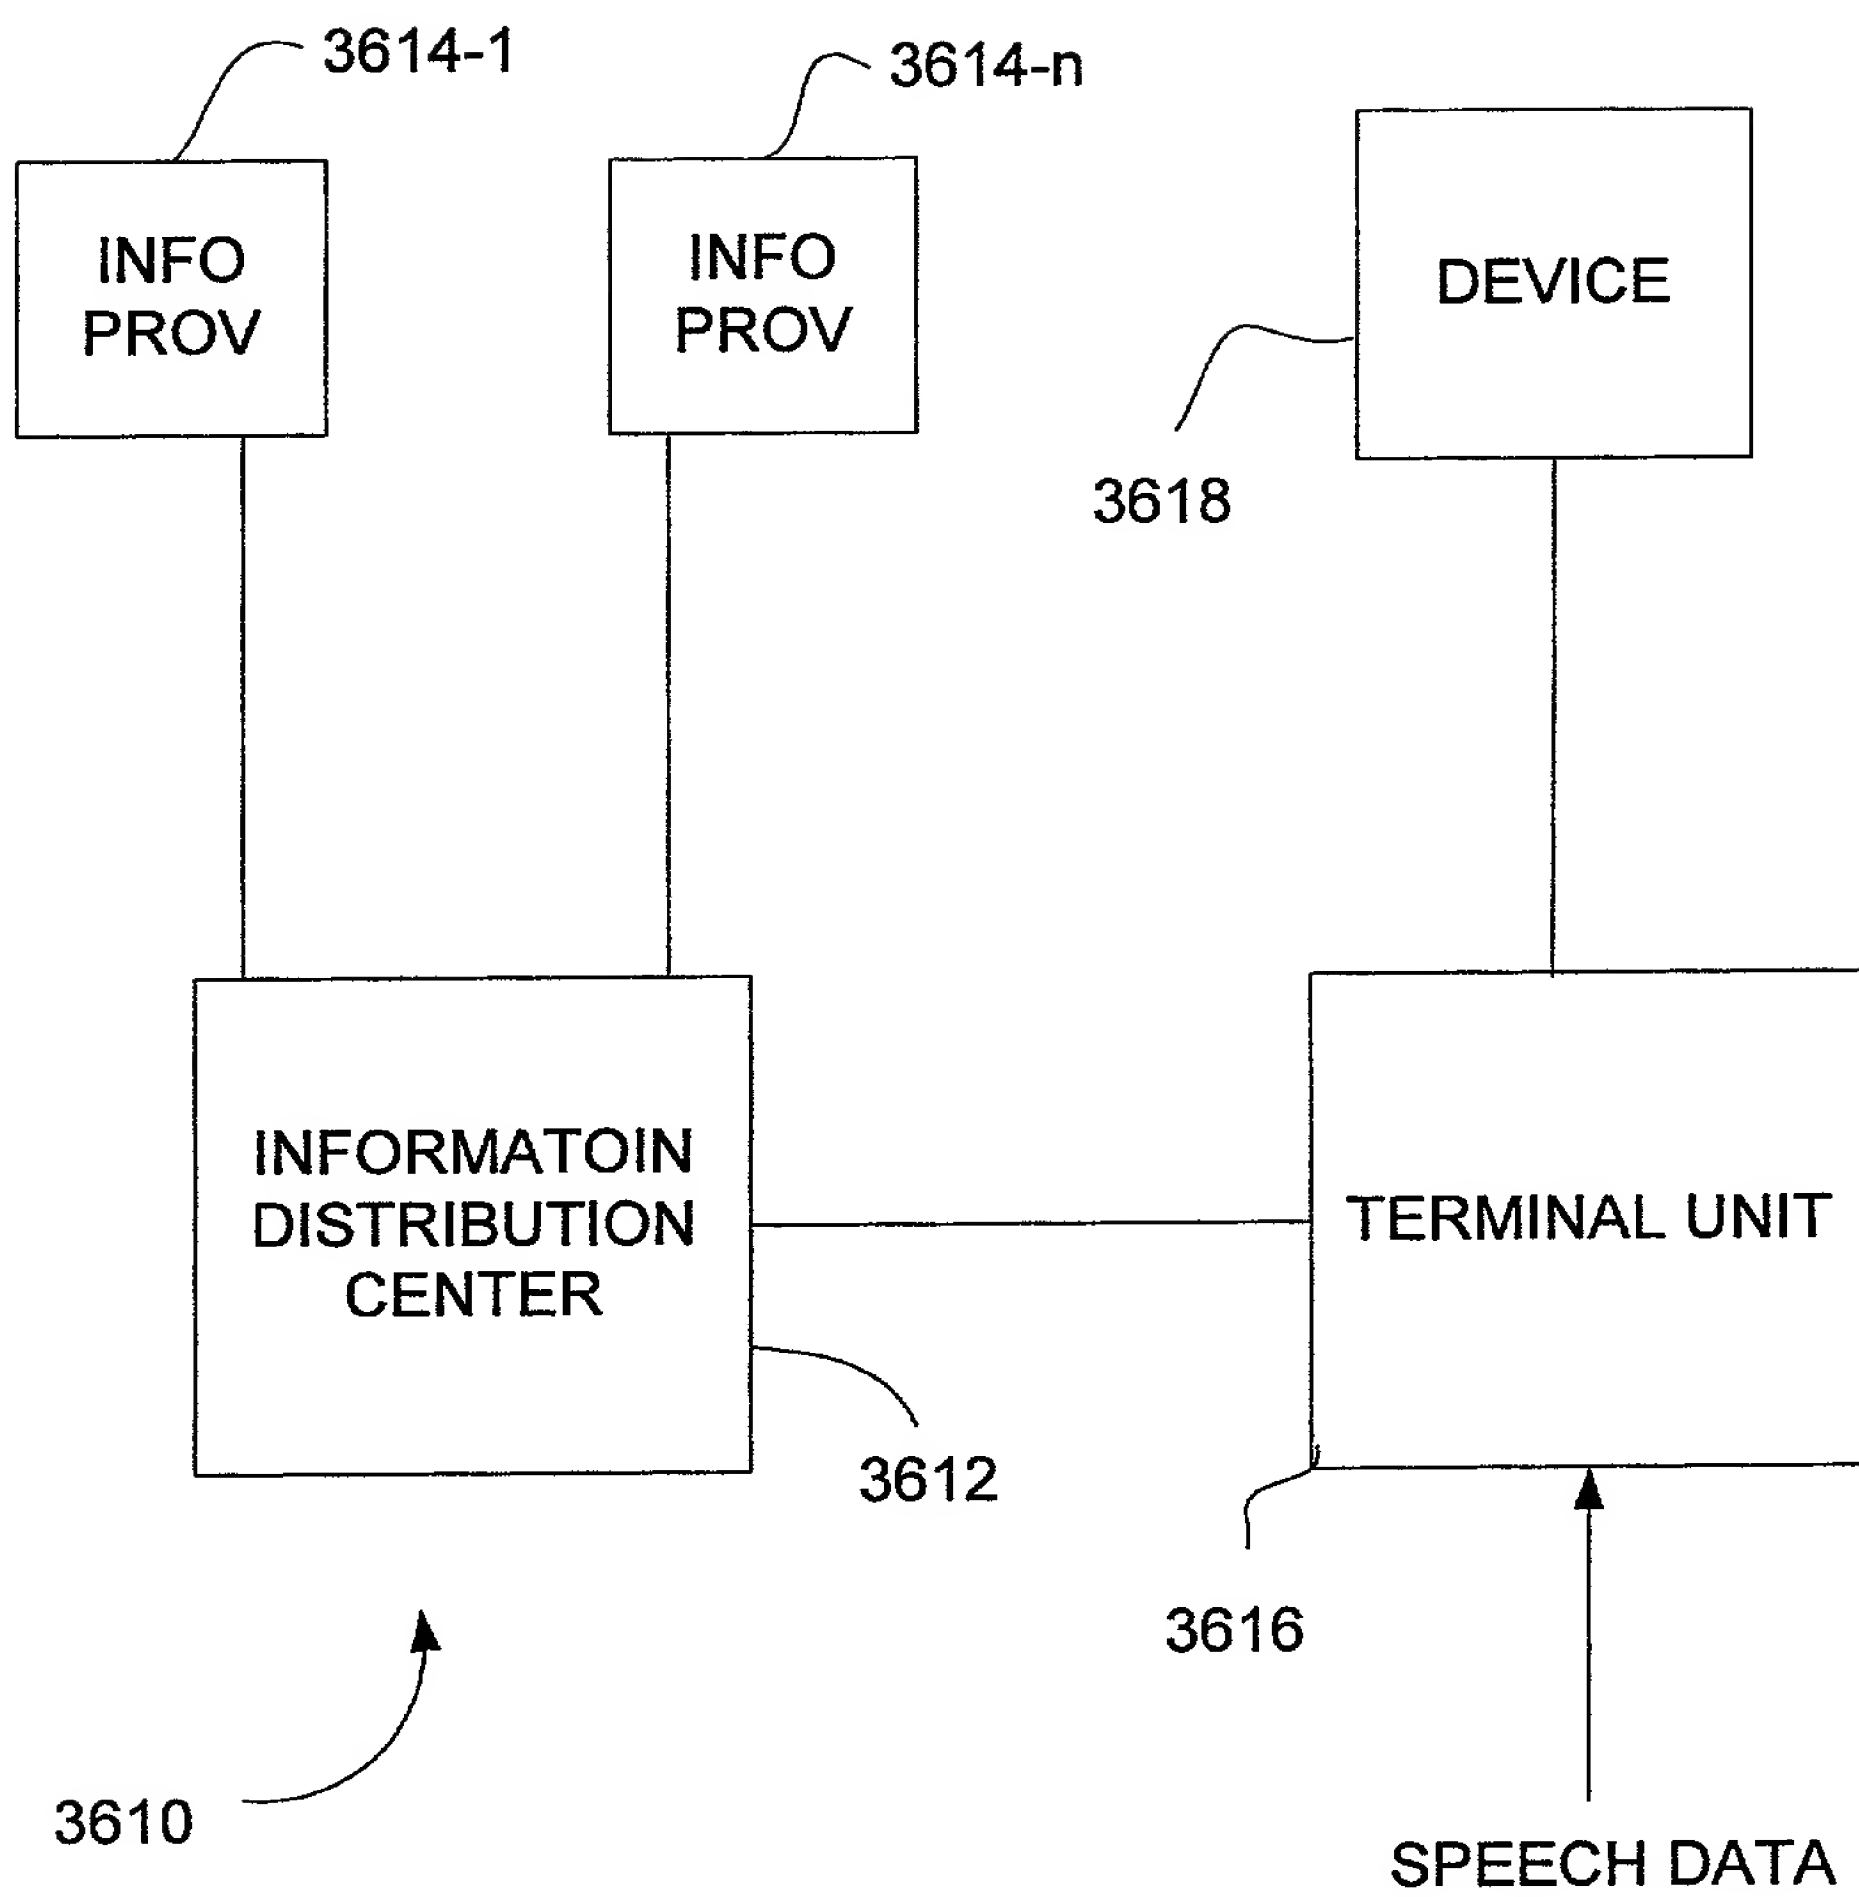 3614-1
3614-n
INFO
PROV
INFO
PROV
DEVICE
3618
INFORMATOIN
DISTRIBUTION
CENTER
TERMINAL UNIT
3612
3616
3610
SPEECH DATA